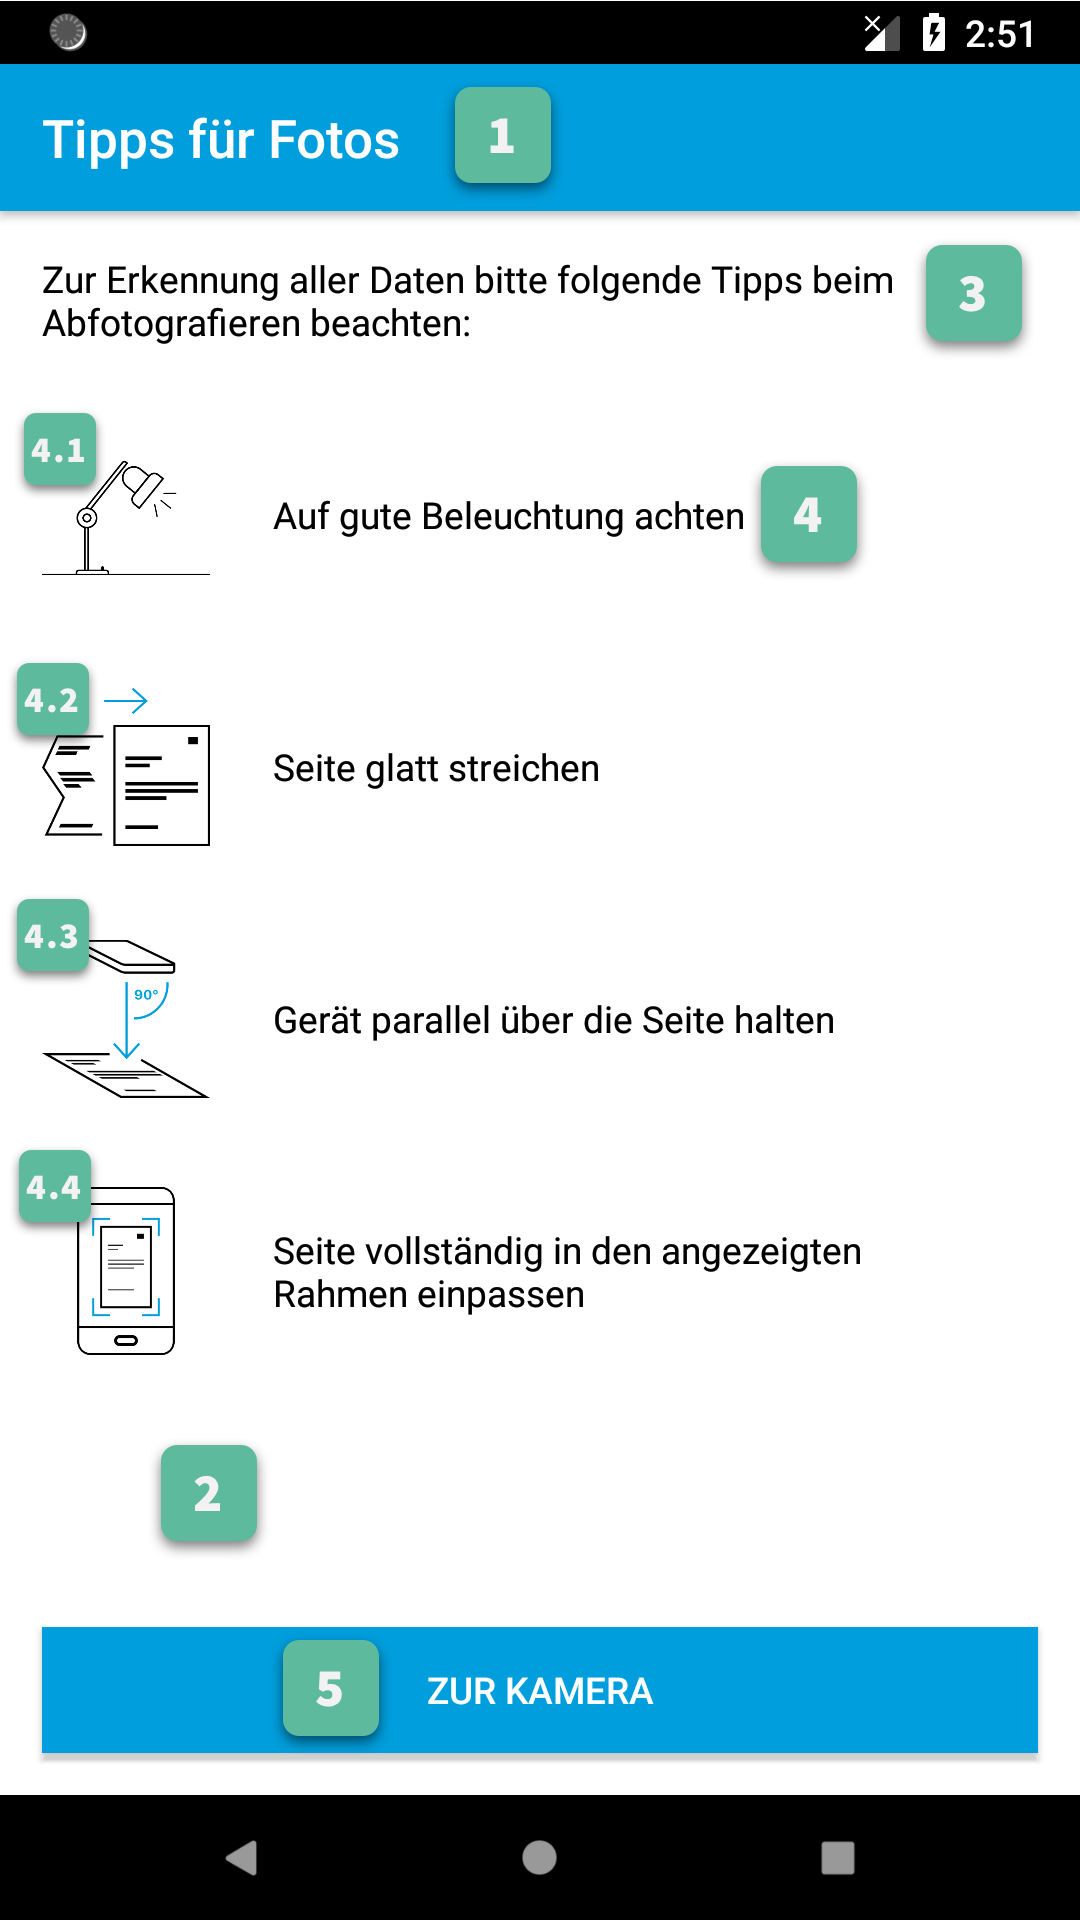 2:51
Tipps für Fotos
1
Zur Erkennung aller Daten bitte folgende Tipps beim
Abfotografieren beachten:
3
4.1
Auf gute Beleuchtung achten
4
4.2
Seite glatt streichen
4.3
90°
Gerät parallel über die Seite halten
4.4
Seite vollständig in den angezeigten
Rahmen einpassen
2
5
ZUR KAMERA